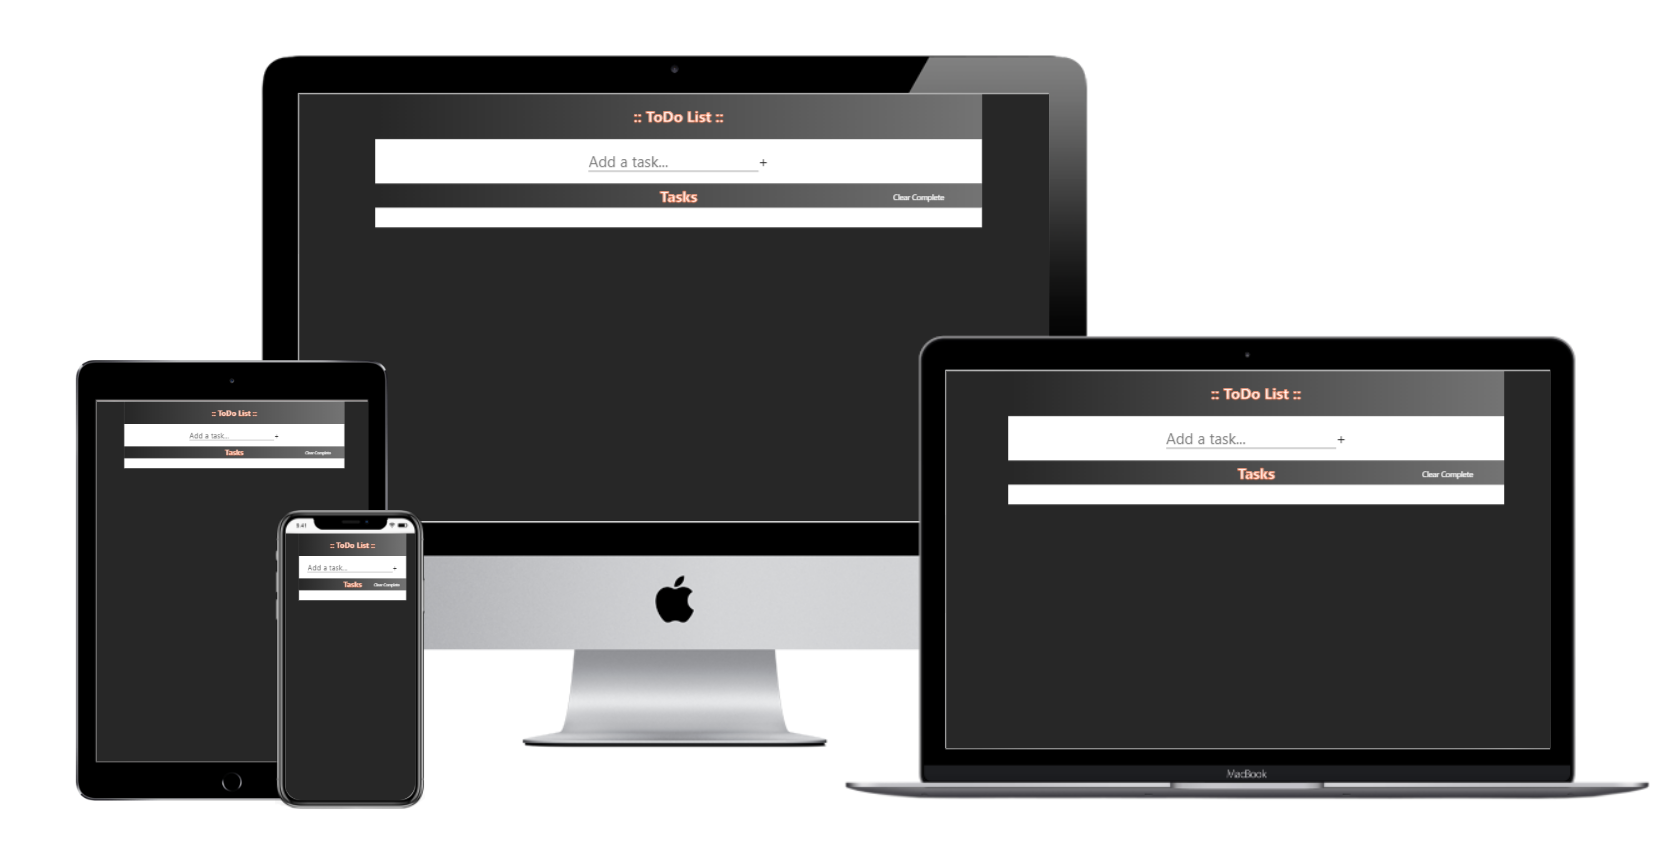 :: ToDo List ::
Add a task... +
Tasks Clear Complete
:: ToDo List ::
Add a task... +
Tasks Clear Complete
MacBook
:: ToDo List ::
Add a task... +
Tasks Clear Complete
9:41
:: ToDo List ::
Add a task... +
Tasks Clear Complete